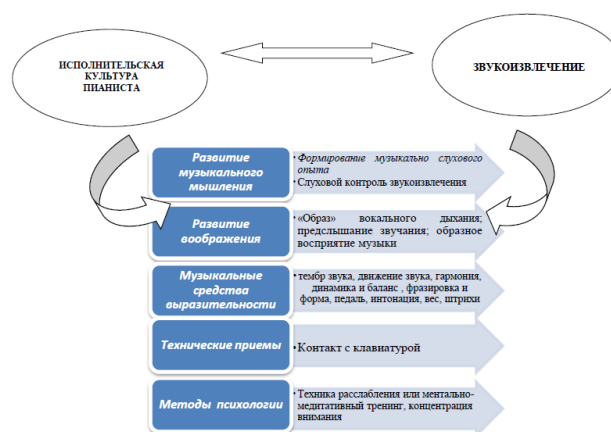 ИСПОЛНИТЕЛЬСКАЯ
КУЛЬТУРА
ПИАНИСТА
ЗВУКОИЗВЛЕЧЕНИЕ
Развитие
музыкального
мышления
• Формирование музыкально слухового
опыта
• Слуховой контроль звукоизвлечения
Развитие
воображения
• «Образ» вокального дыхания;
предслышание звучания; образное
восприятие музыки
Музыкальные
средства
выразительности
• тембр звука, движение звука, гармония,
динамика и баланс , фразировка и
форма, педаль, интонация, вес, штрихи
Технические приемы
• Контакт с клавиатурой
Методы психологии
• Техника расслабления или ментально-
медитативный тренинг, концентрация
внимания